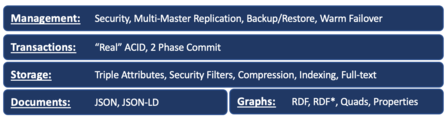 Management: Security, Multi-Master Replication, Backup/Restore, Warm Failover
Transactions: “Real” ACID, 2 Phase Commit
Storage: Triple Attributes, Security Filters, Compression, Indexing, Full-text
Documents: JSON, JSON-LD
Graphs: RDF, RDF*, Quads, Properties